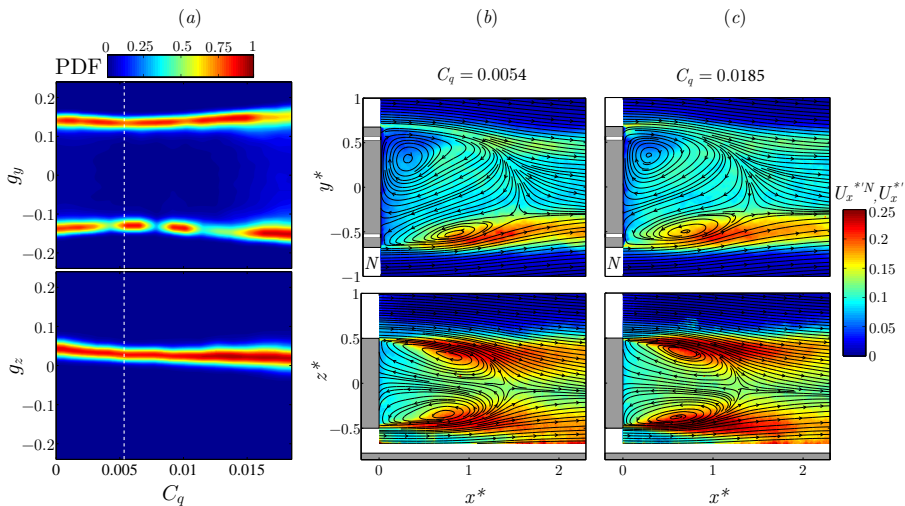 (a) (b) (c)
PDF 0 0.25 0.5 0.75 1
C_q = 0.0054 C_q = 0.0185
0.2
0.1
0
−0.1
−0.2
g_y
0.2
0.1
0
−0.1
−0.2
g_z
0 0.005 0.01 0.015
C_q
1
0.5
0
−0.5
−1
y*
N N
0.5
0
−0.5
z*
0 1 2
x*
0 1 2
x*
U_x*'N, U_x*'
0.25
0.2
0.15
0.1
0.05
0